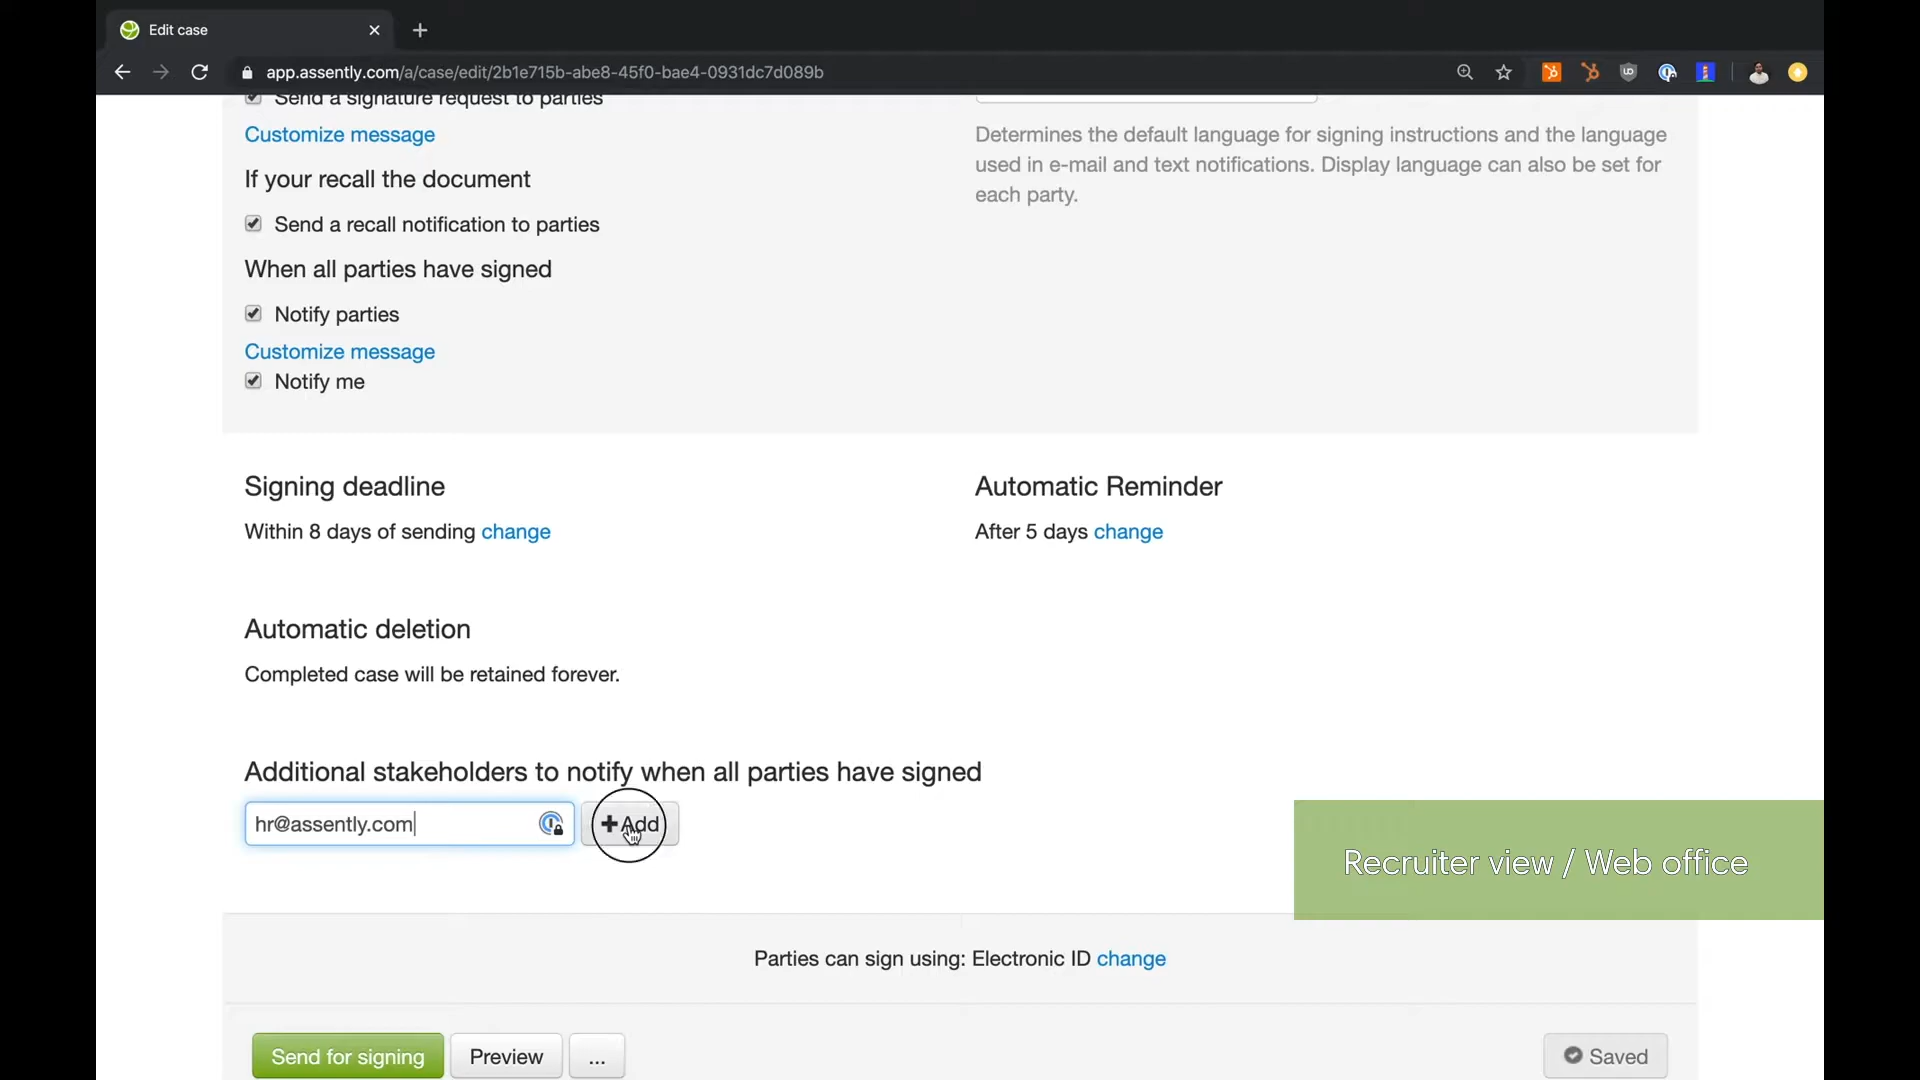 Edit case
app.assently.com/a/case/edit/2b1e715b-abe8-45f0-bae4-0931dc7d089b
Send a signature request to parties
Customize message
Determines the default language for signing instructions and the language
used in e-mail and text notifications. Display language can also be set for
each party.
If your recall the document
Send a recall notification to parties
When all parties have signed
Notify parties
Customize message
Notify me
Signing deadline
Within 8 days of sending change
Automatic Reminder
After 5 days change
Automatic deletion
Completed case will be retained forever.
Additional stakeholders to notify when all parties have signed
hr@assently.com
Add
Recruiter view / Web office
Parties can sign using: Electronic ID change
Send for signing
Preview
...
Saved